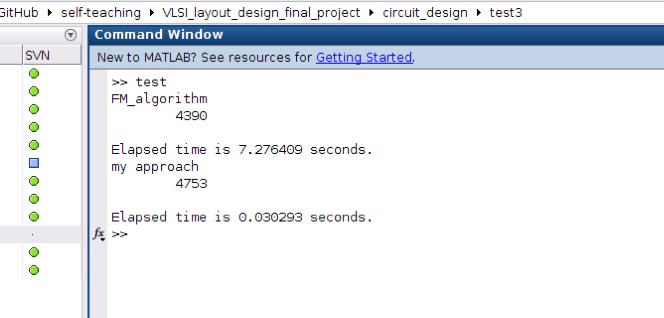 GitHub ▸ self-teaching ▸ VLSI_layout_design_final_project ▸ circuit_design ▸ test3
SVN
Command Window
New to MATLAB? See resources for Getting Started.
>> test
FM_algorithm
4390
Elapsed time is 7.276409 seconds.
my approach
4753
Elapsed time is 0.030293 seconds.
fx >>